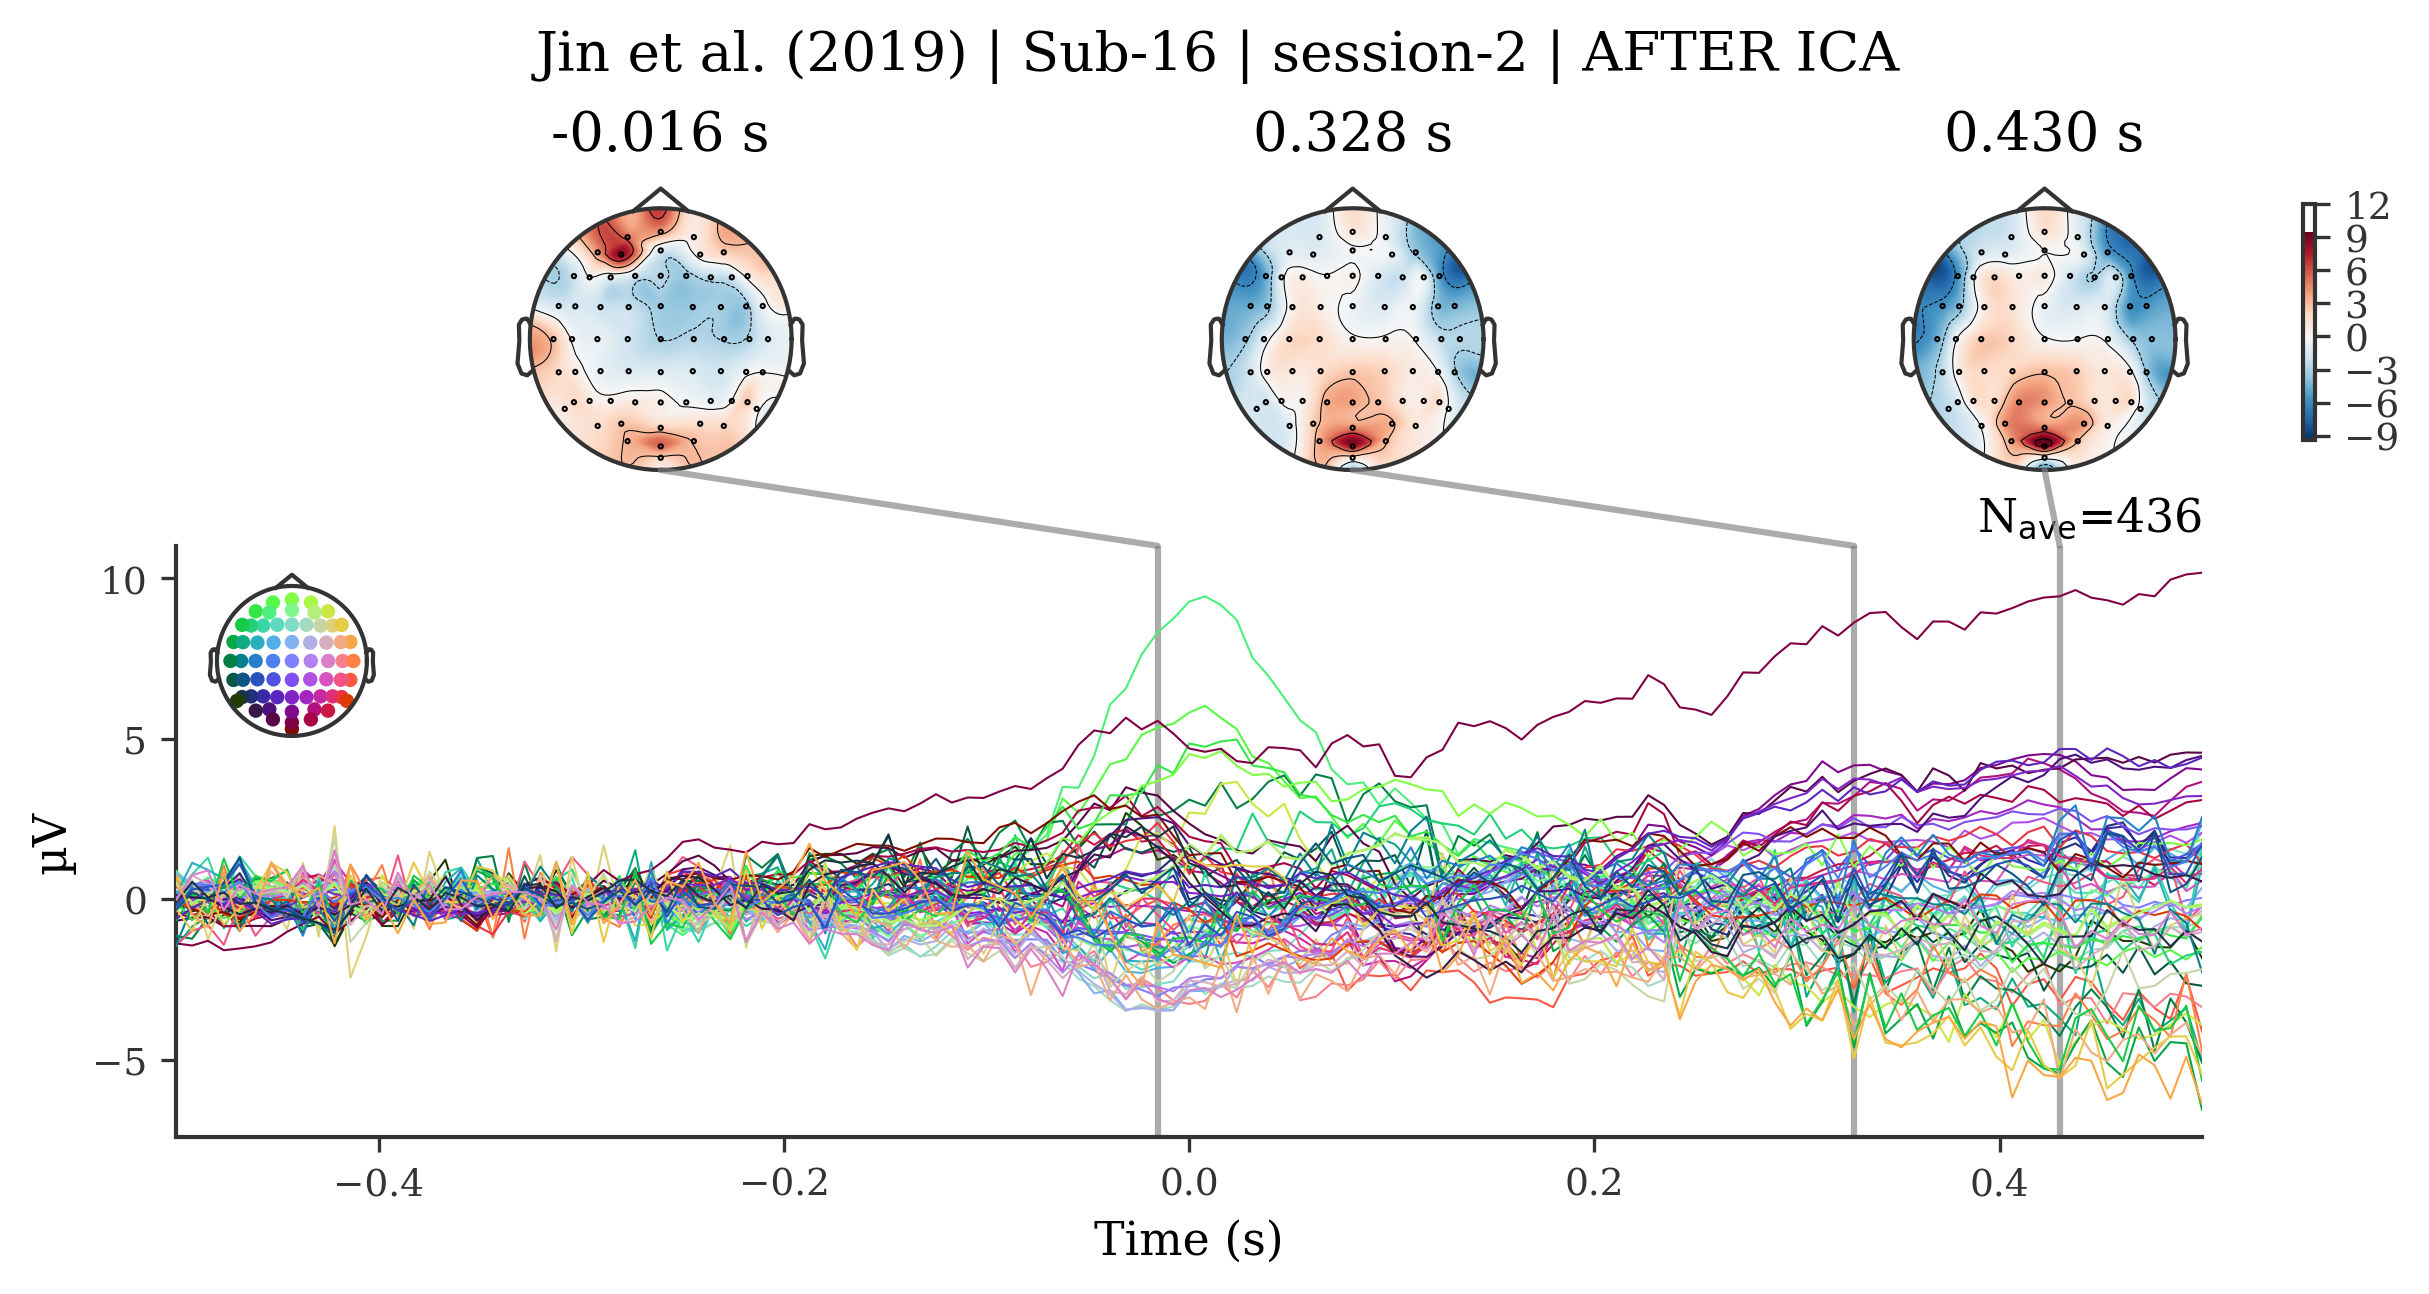 Jin et al. (2019) | Sub-16 | session-2 | AFTER ICA
-0.016 s
0.328 s
0.430 s
12
9
6
3
0
−3
−6
−9
Nave=436
10
5
0
−5
µV
−0.4
−0.2
0.0
0.2
0.4
Time (s)